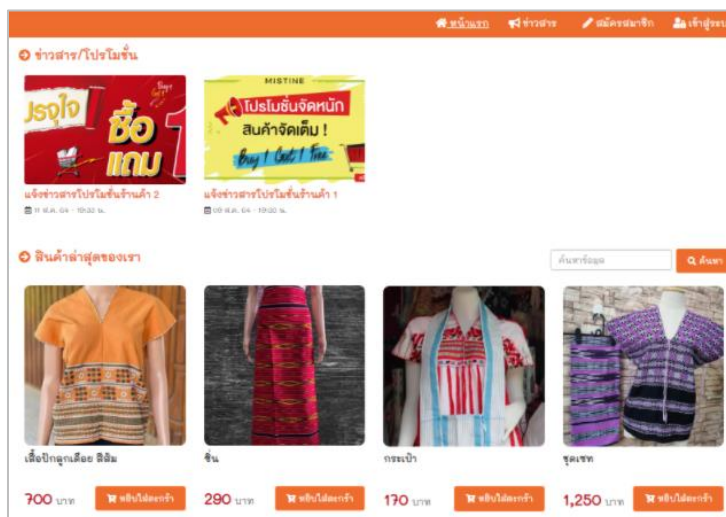 หน้าแรก ข่าวสาร สมัครสมาชิก เข้าสู่ระบ
ข่าวสาร/โปรโมชั่น
ซื้อ
แถม
MISTINE
โปรโมชั่นจัดหนัก
สินค้าจัดเต็ม !
Buy 1 Get 1 Free
แจ้งข่าวสารโปรโมชั่นร้านค้า 2
แจ้งข่าวสารโปรโมชั่นร้านค้า 1
สินค้าล่าสุดของเรา
ค้นหาข้อมูล ค้นหา
เสื้อปักลูกเดือย สีส้ม
ซิ่น
กระเป๋า
ชุดเซท
700 บาท หยิบใส่ตะกร้า
290 บาท หยิบใส่ตะกร้า
170 บาท หยิบใส่ตะกร้า
1,250 บาท หยิบใส่ตะกร้า